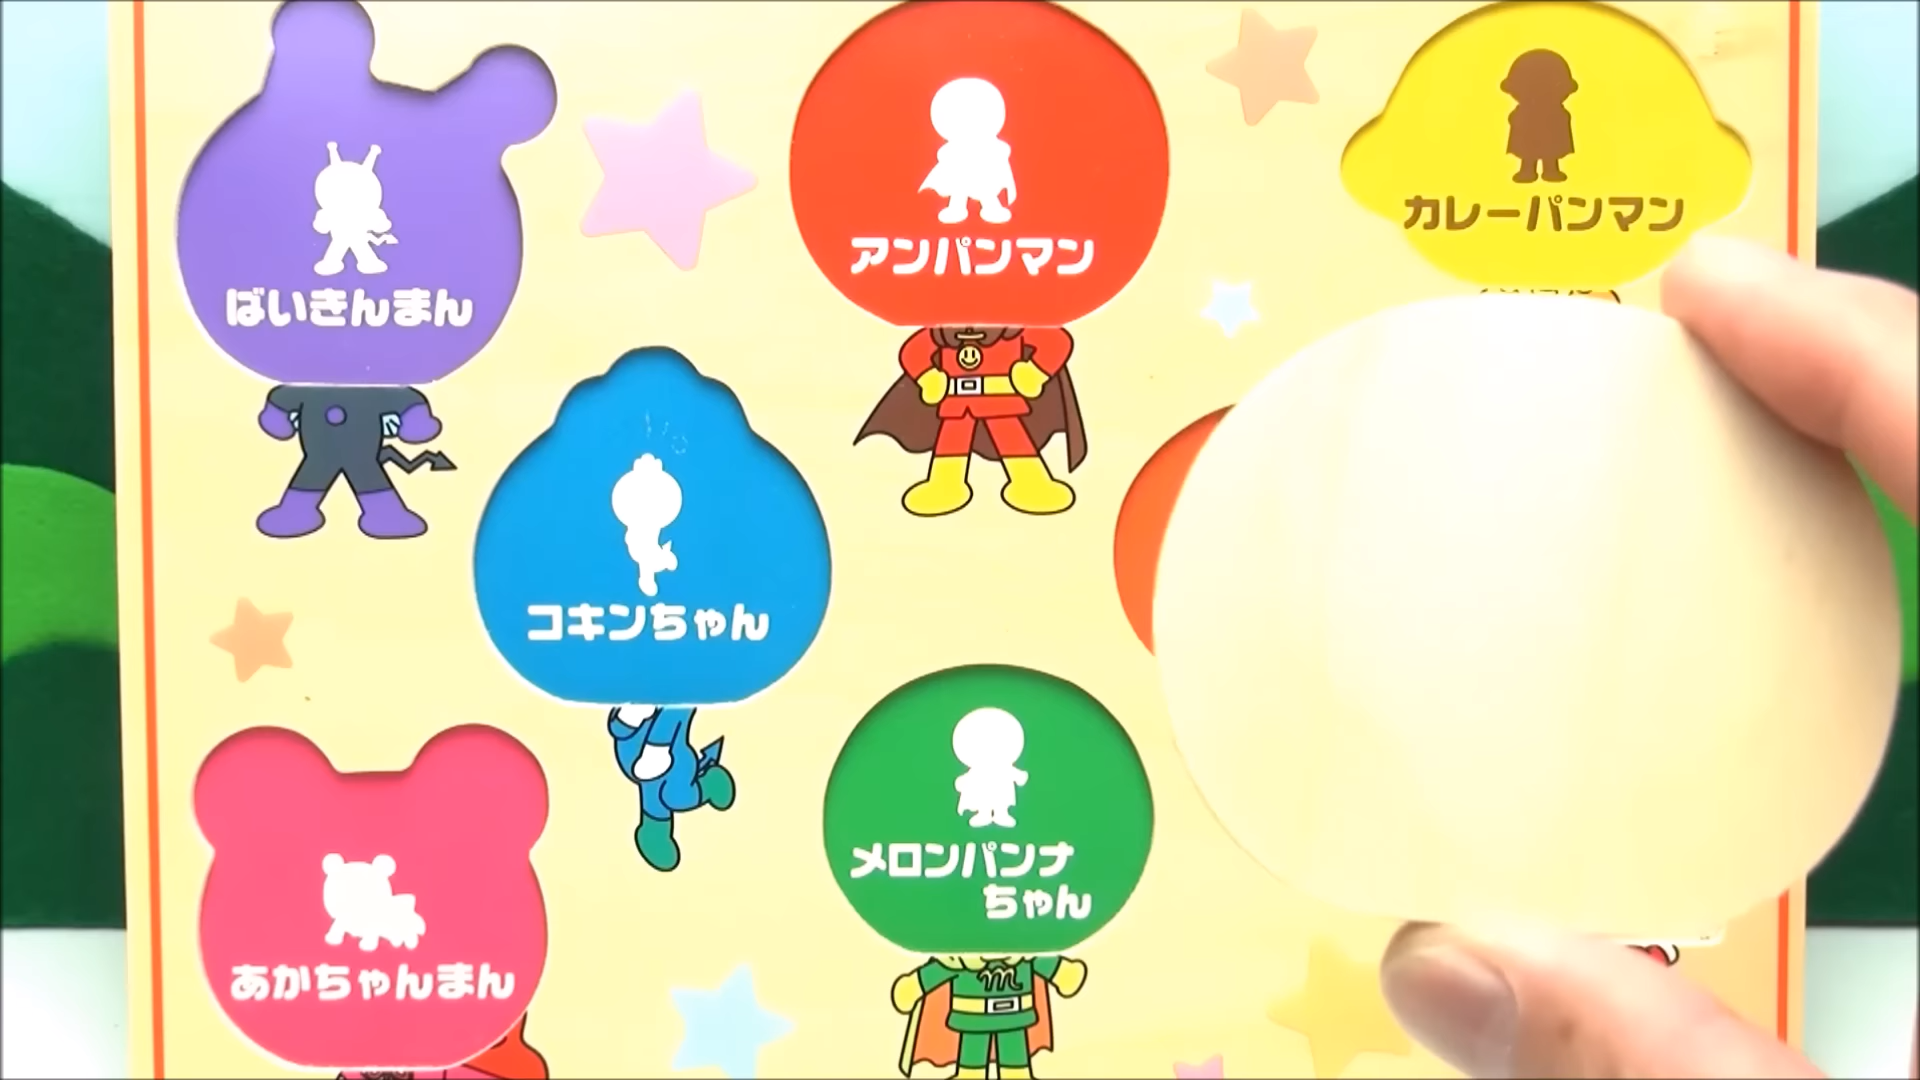 ばいきんまん
アンパンマン
カレーパンマン
コキンちゃん
メロンパンナ
ちゃん
あかちゃんまん